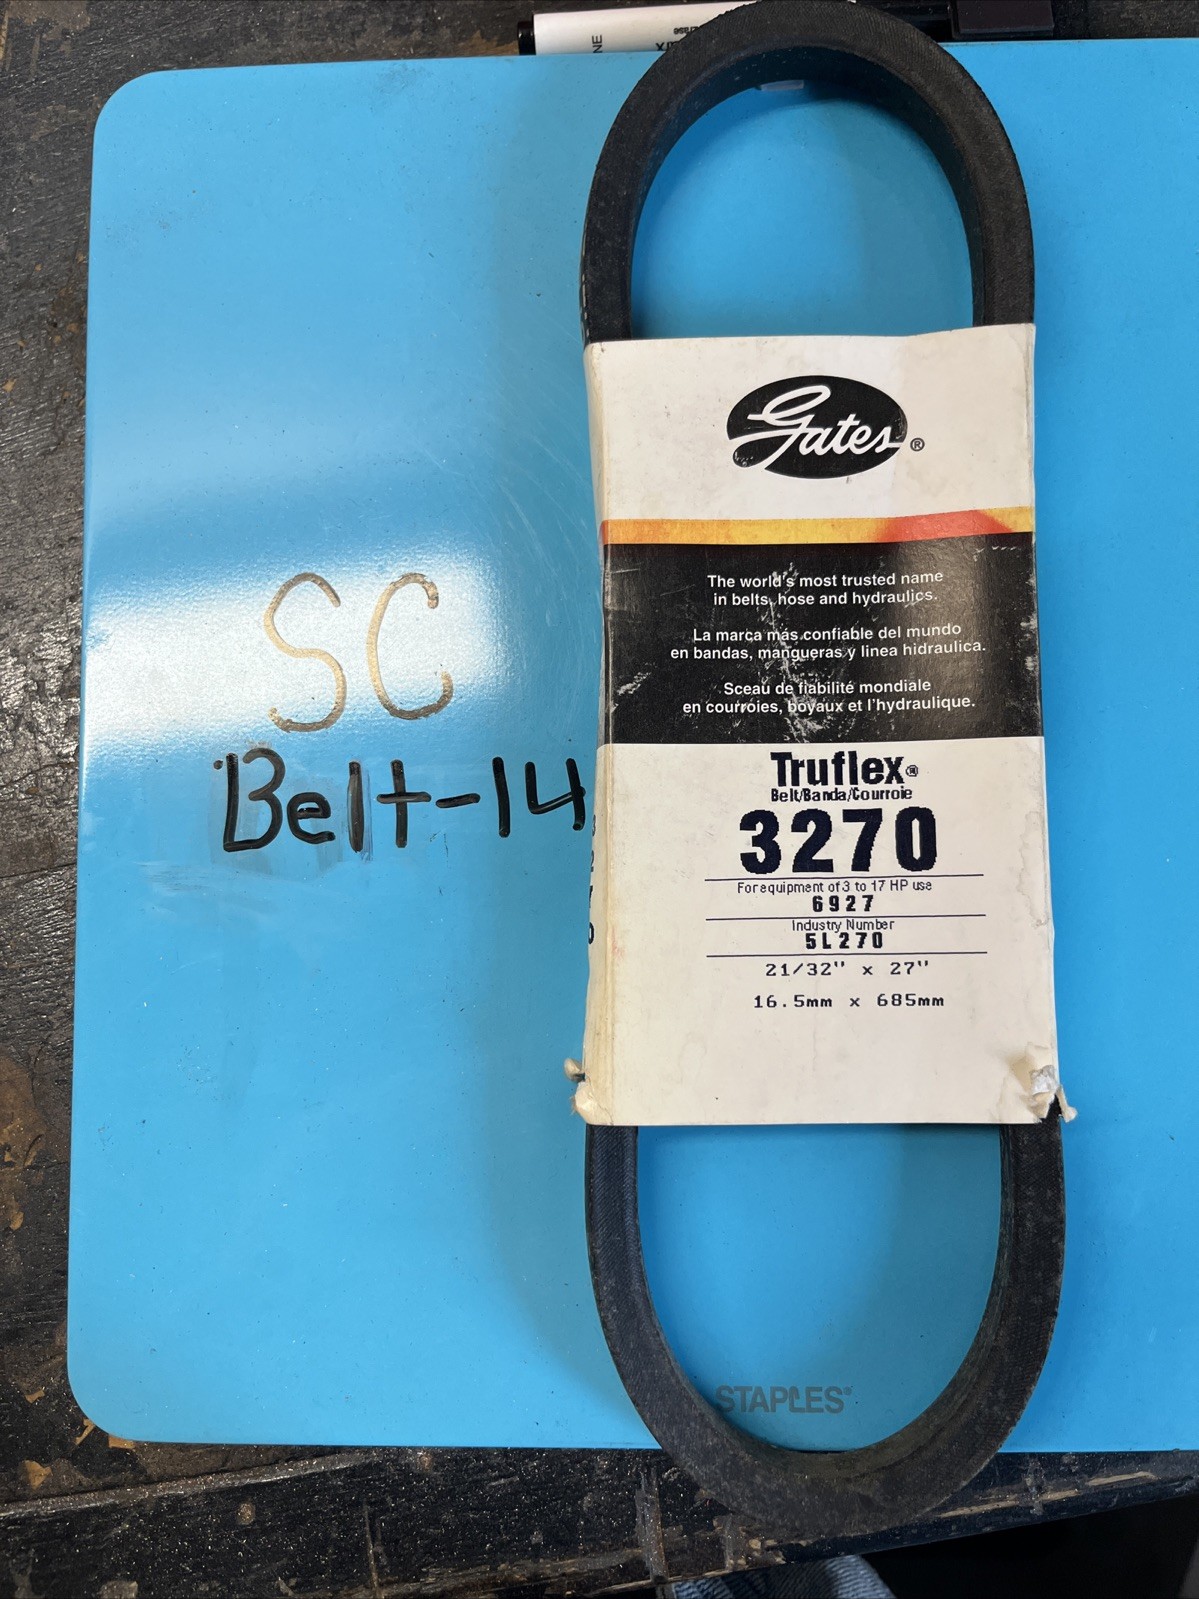 NE
SC
Belt-14
Gates®
The world's most trusted name
in belts, hose and hydraulics.
La marca más confiable del mundo
en bandas, mangueras y linea hidraulica.
Sceau de fiabilité mondiale
en courroies, boyaux et l'hydraulique.
Truflex®
Belt/Banda/Courroie
3270
For equipment of 3 to 17 HP use
6927
Industry Number
5L270
21/32" x 27"
16.5mm x 685mm
STAPLES®